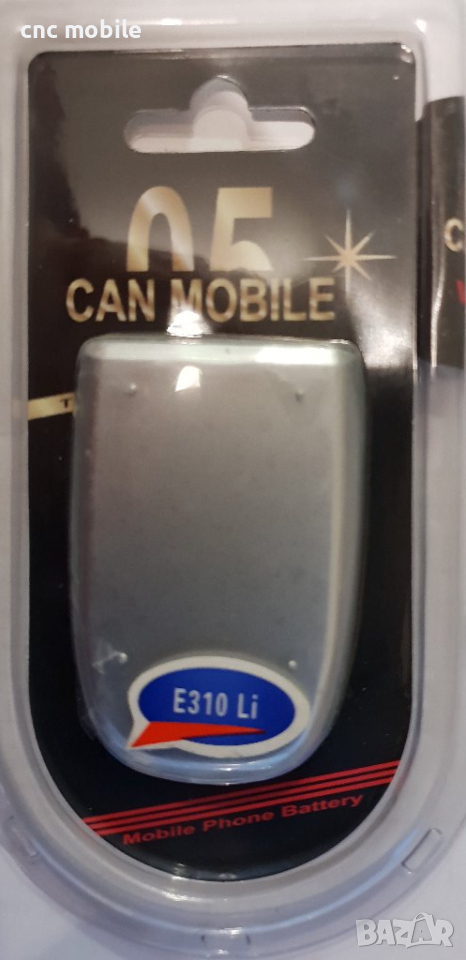 cnc mobile
05
CAN MOBILE
E310 Li
Mobile Phone Battery
BAZAR